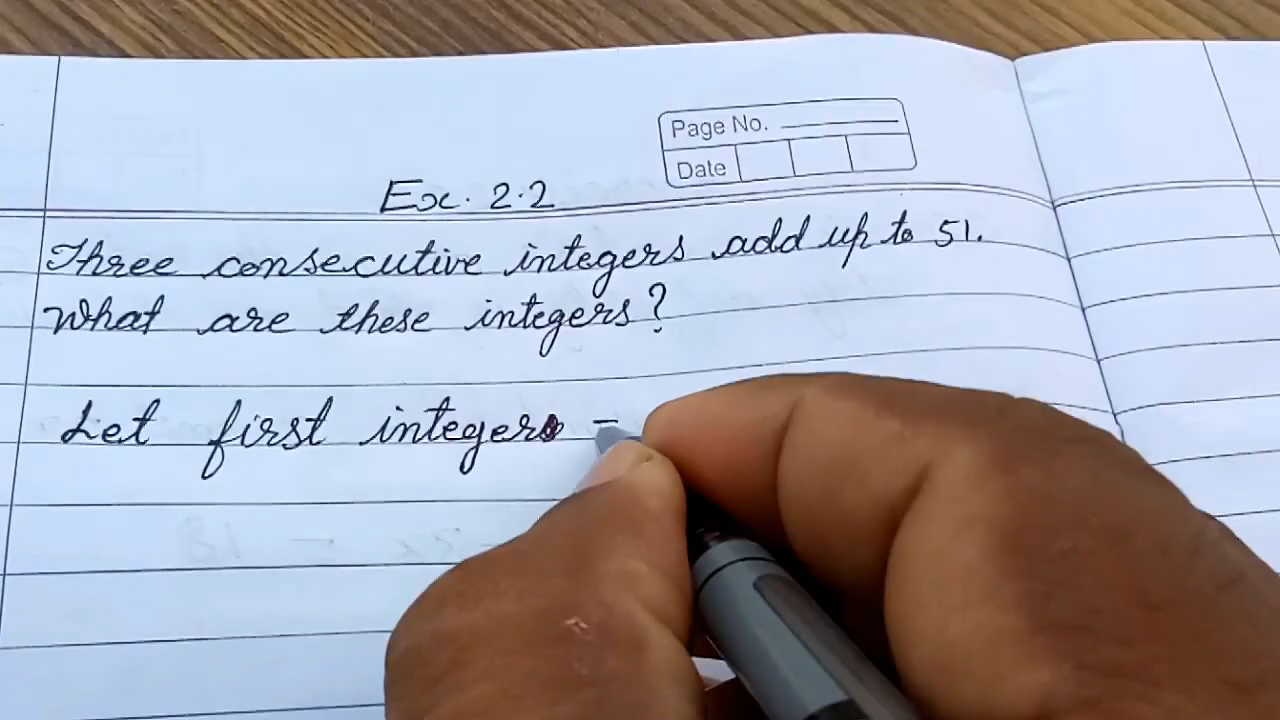 Page No.
Date
Ex. 2.2
Three consecutive integers add up to 51.
What are these integers?
Let first integer =